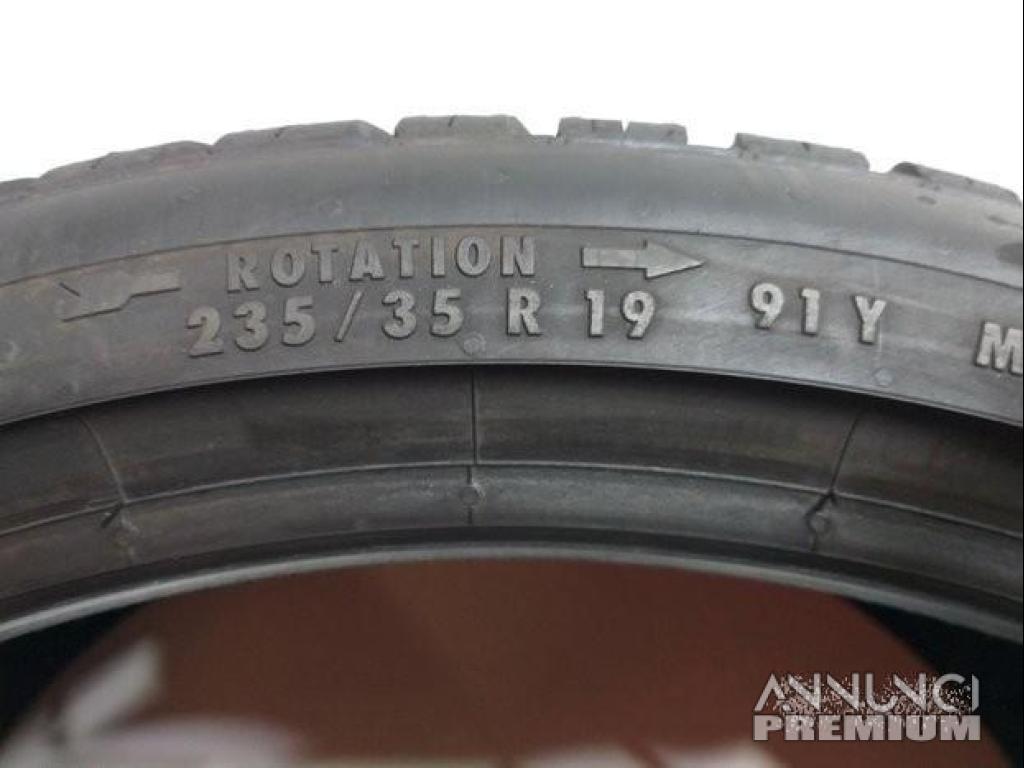 ROTATION
235/35 R 19 91 Y M
ANNUNCI
PREMIUM